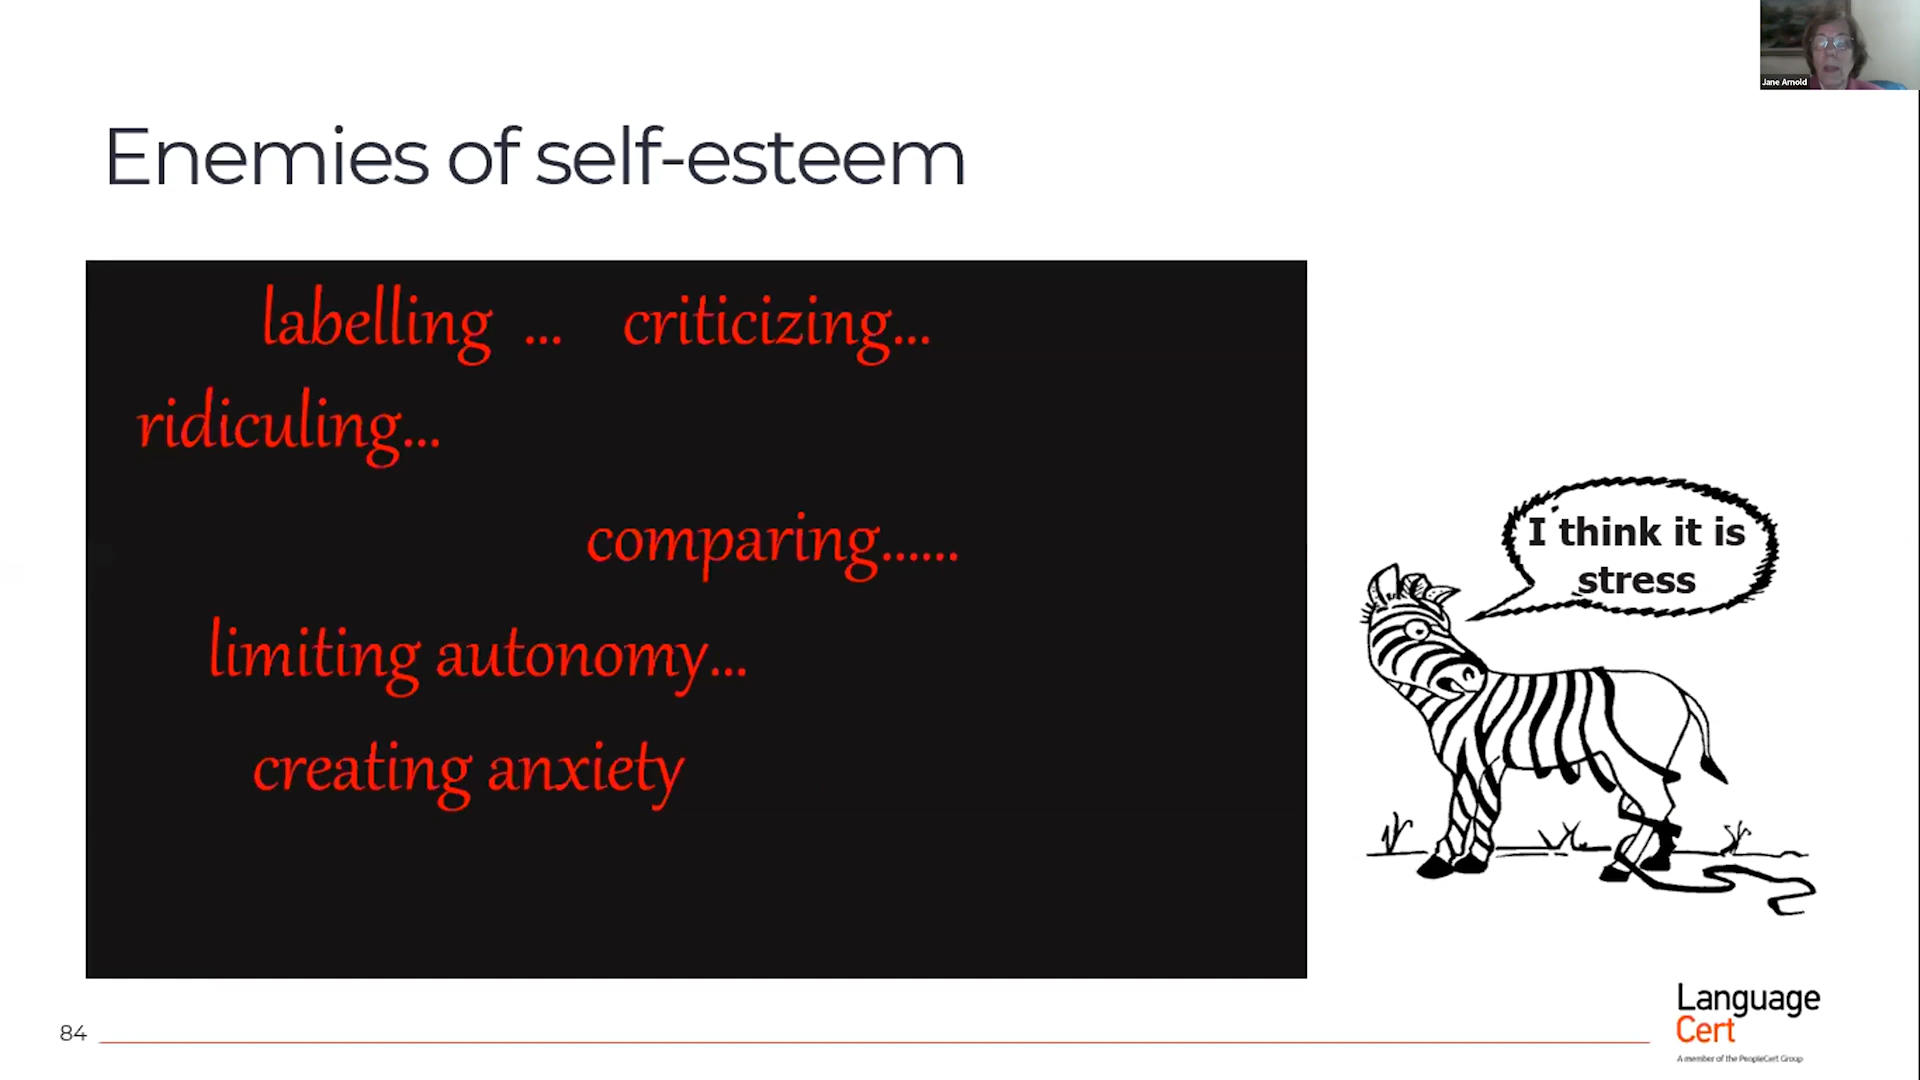 Jane Arnold
Enemies of self-esteem
labelling ... criticizing...
ridiculing...
comparing......
limiting autonomy...
creating anxiety
I think it is
stress
84
Language
Cert
A member of the PeopleCert Group